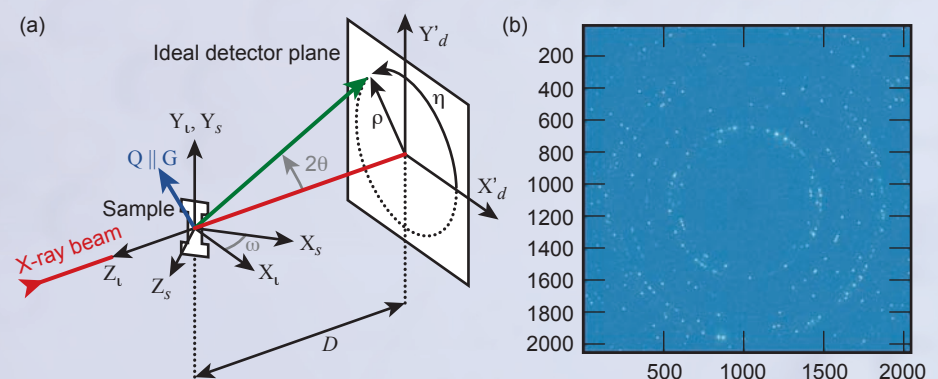 (a)
Ideal detector plane
Y'd
η
ρ
Yι, Ys
Q || G
2θ
X'd
Sample
X-ray beam
ω
Xs
Zι
Zs
Xι
D
(b)
200
400
600
800
1000
1200
1400
1600
1800
2000
500
1000
1500
2000